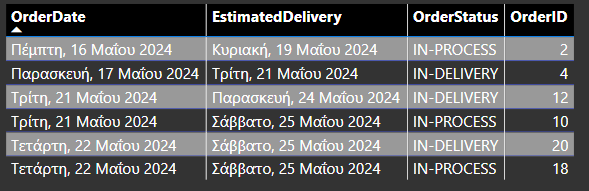 OrderDate EstimatedDelivery OrderStatus OrderID
Πέμπτη, 16 Μαΐου 2024 Κυριακή, 19 Μαΐου 2024 IN-PROCESS 2
Παρασκευή, 17 Μαΐου 2024 Τρίτη, 21 Μαΐου 2024 IN-DELIVERY 4
Τρίτη, 21 Μαΐου 2024 Παρασκευή, 24 Μαΐου 2024 IN-DELIVERY 12
Τρίτη, 21 Μαΐου 2024 Σάββατο, 25 Μαΐου 2024 IN-PROCESS 10
Τετάρτη, 22 Μαΐου 2024 Σάββατο, 25 Μαΐου 2024 IN-DELIVERY 20
Τετάρτη, 22 Μαΐου 2024 Σάββατο, 25 Μαΐου 2024 IN-PROCESS 18